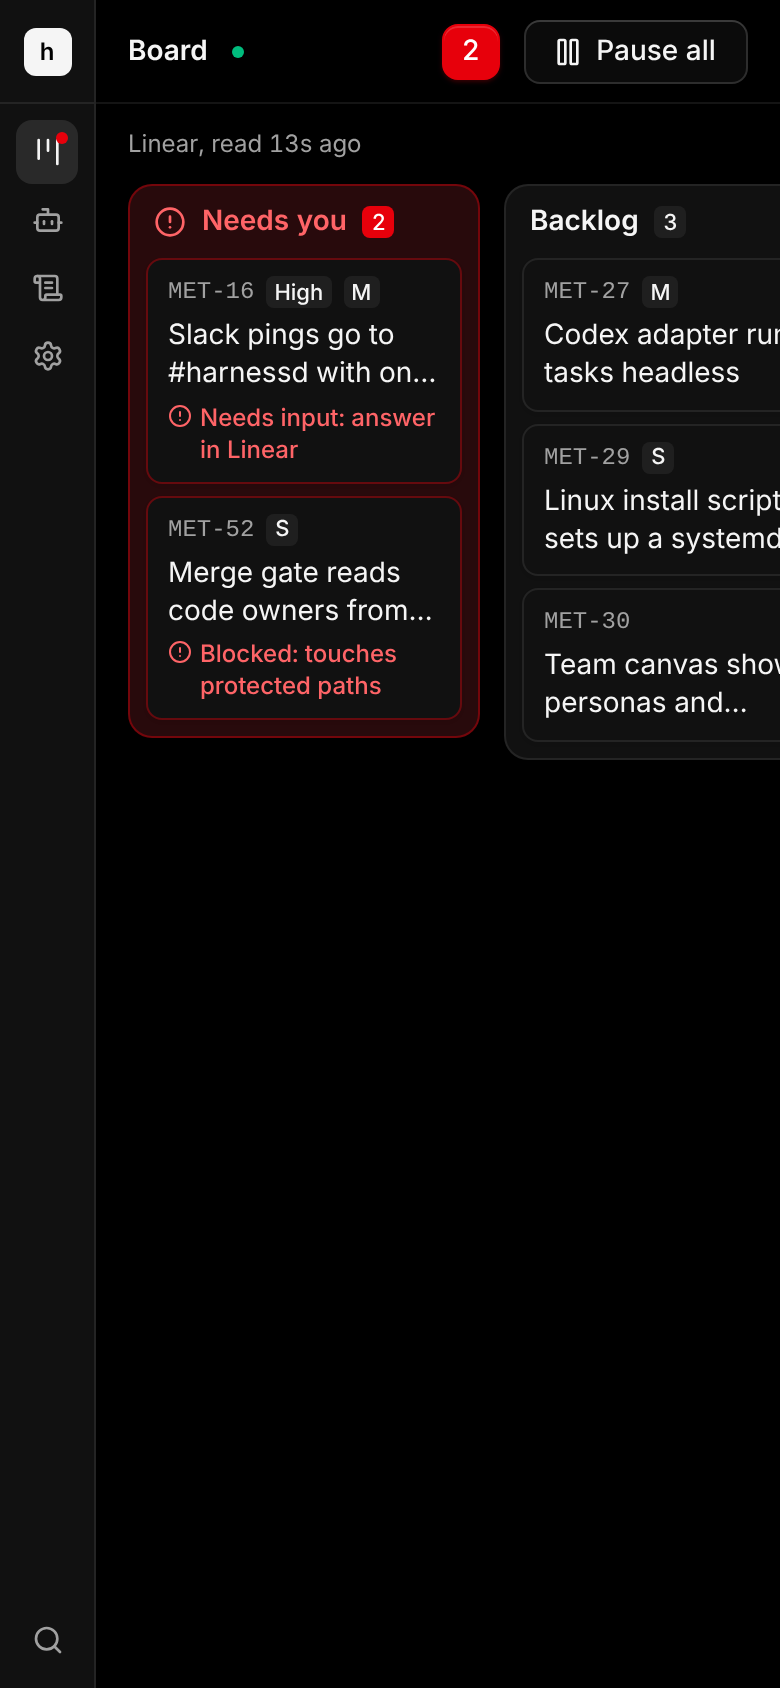 h
Board
2
Pause all
Linear, read 13s ago
Needs you 2
MET-16 High M
Slack pings go to
#harnessd with on...
Needs input: answer
in Linear
MET-52 S
Merge gate reads
code owners from...
Blocked: touches
protected paths
Backlog 3
MET-27 M
Codex adapter run
tasks headless
MET-29 S
Linux install script
sets up a systemd
MET-30
Team canvas show
personas and...